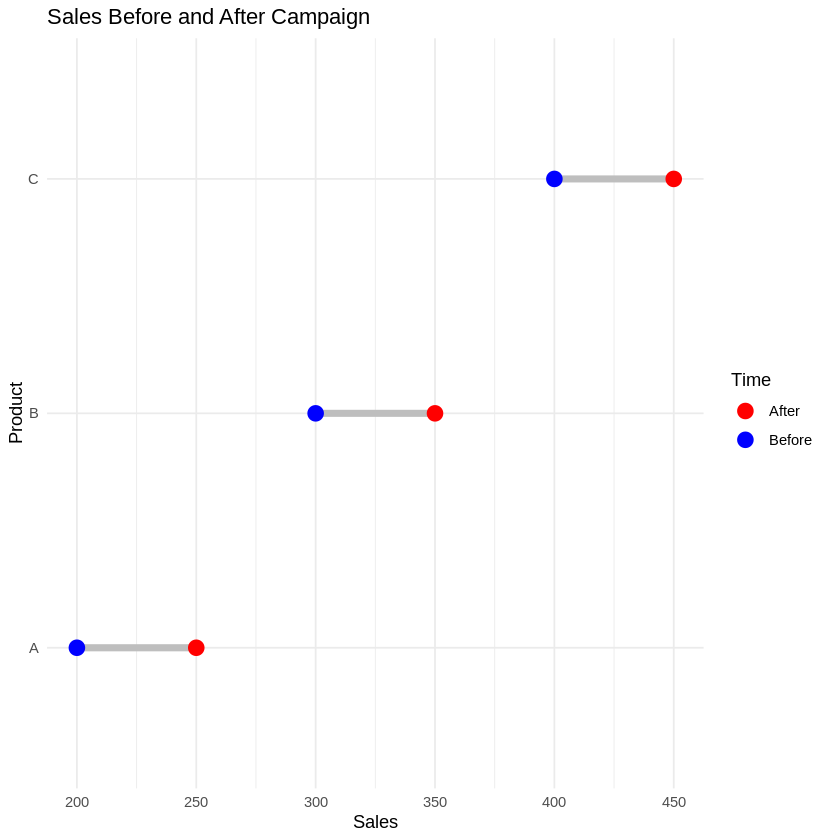 Sales Before and After Campaign
C
B
A
Product
200 250 300 350 400 450
Sales
Time
After
Before